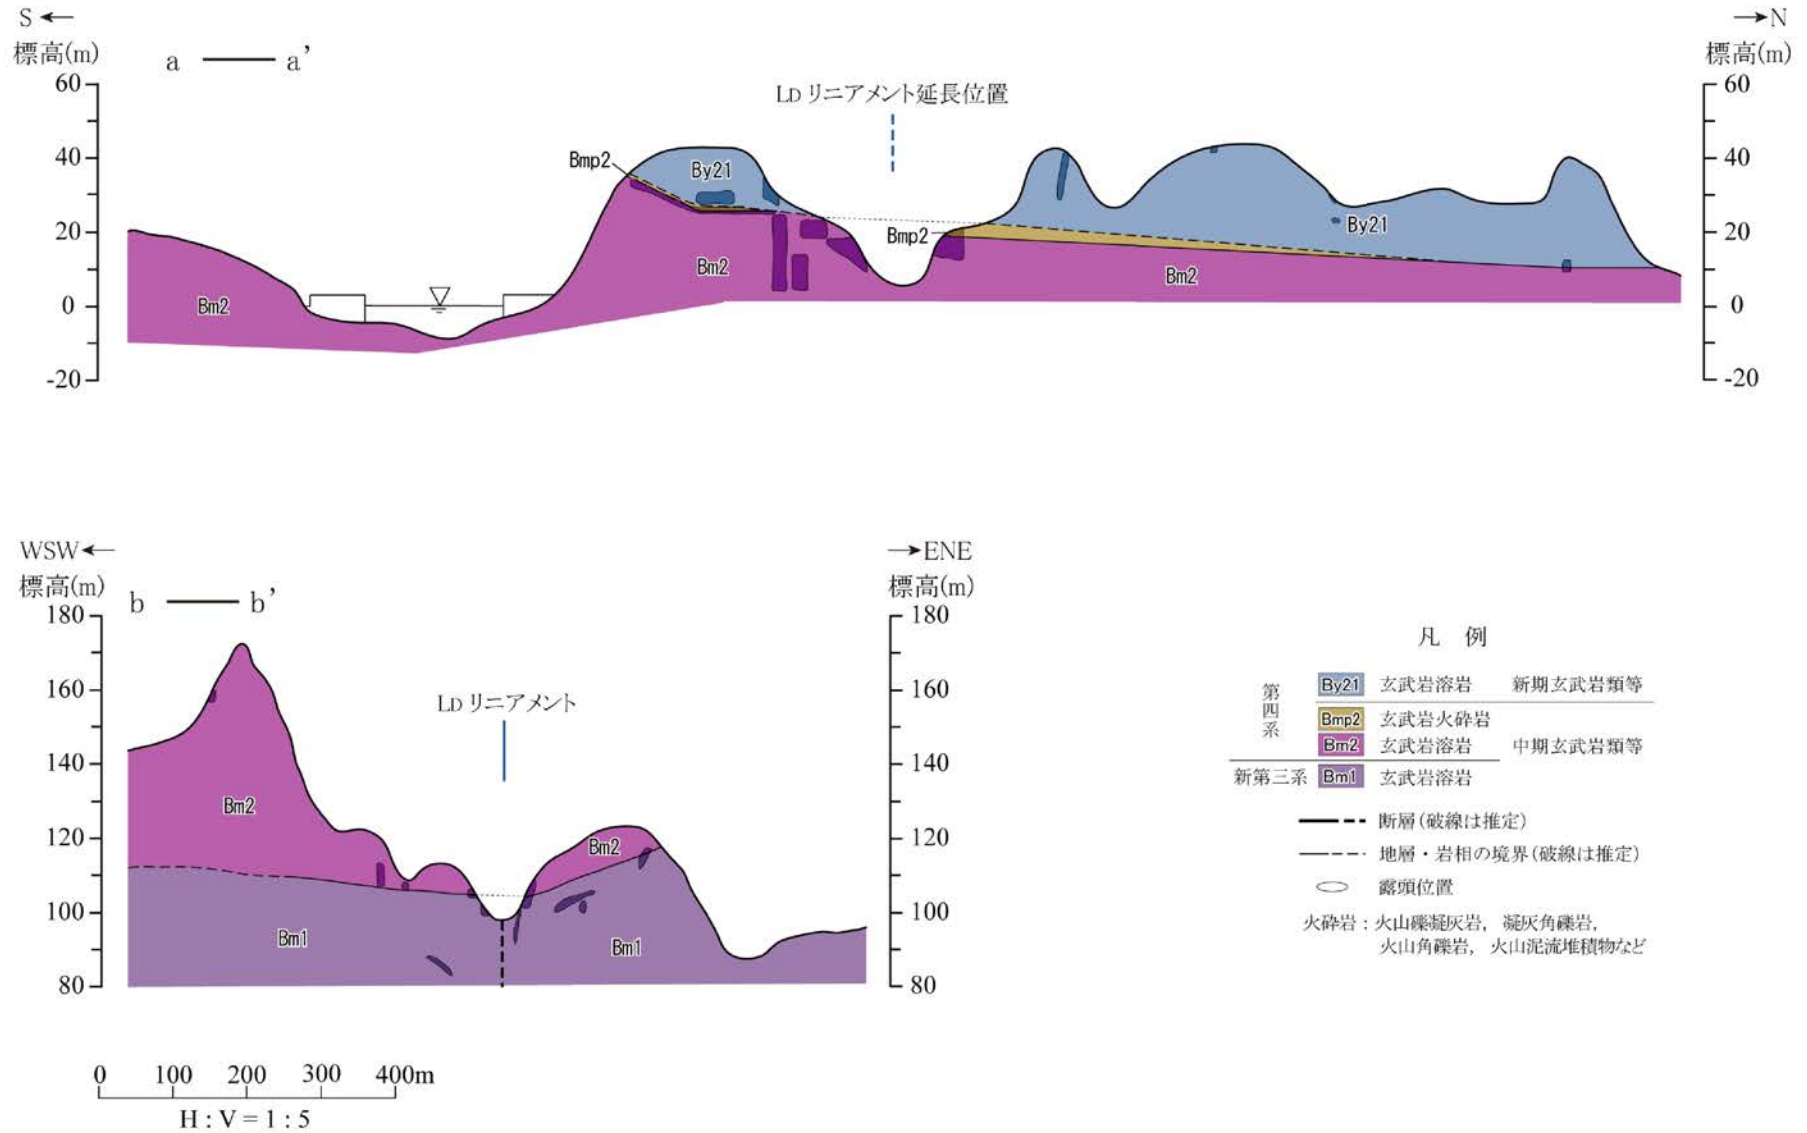 S ← → N
標高(m) 標高(m)
a — a’
LD リニアメント延長位置
60 60
40 40
20 20
0 0
-20 -20
Bmp2
By21
Bm2
Bm2
Bmp2
By21
Bm2
WSW← →ENE
標高(m) 標高(m)
b — b’
LD リニアメント
180 180
160 160
140 140
120 120
100 100
80 80
Bm2
Bm2
Bm1
Bm1
0 100 200 300 400m
H : V = 1 : 5
凡 例
第四系
By21 玄武岩溶岩 新期玄武岩類等
Bmp2 玄武岩火砕岩
Bm2 玄武岩溶岩 中期玄武岩類等
新第三系 Bm1 玄武岩溶岩
断層(破線は推定)
地層・岩相の境界(破線は推定)
露頭位置
火砕岩：火山礫凝灰岩, 凝灰角礫岩,
火山角礫岩, 火山泥流堆積物など